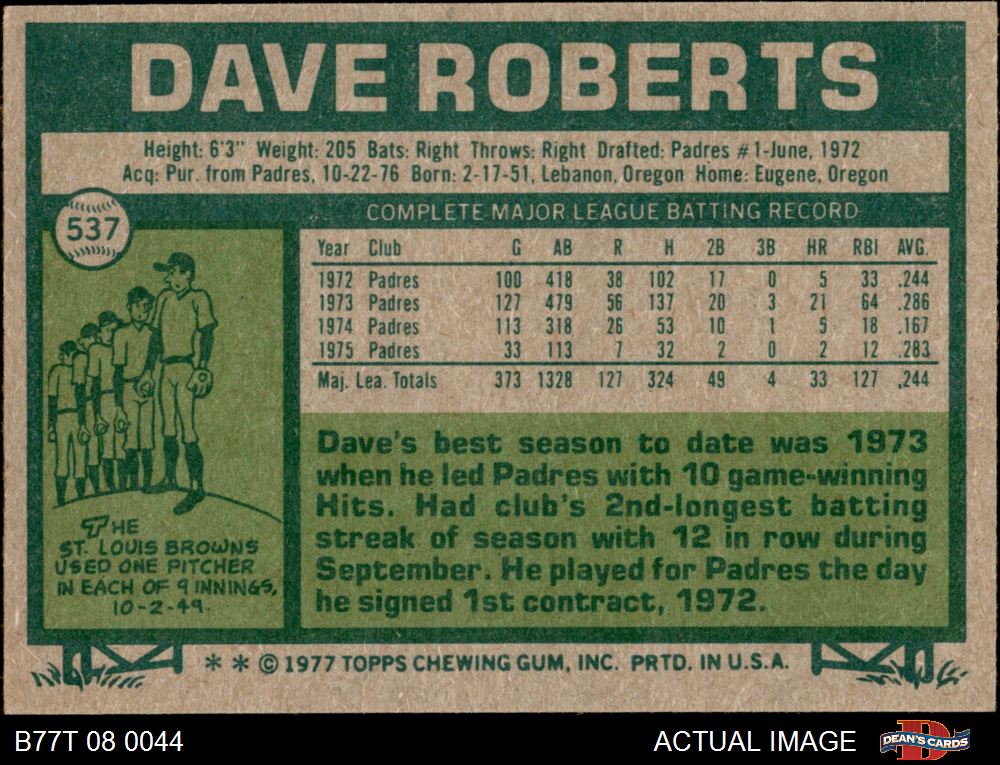 DAVE ROBERTS
Height: 6'3" Weight: 205 Bats: Right Throws: Right Drafted: Padres #1-June, 1972
Acq: Pur. from Padres, 10-22-76 Born: 2-17-51, Lebanon, Oregon Home: Eugene, Oregon
537
COMPLETE MAJOR LEAGUE BATTING RECORD
Year Club G AB R H 2B 3B HR RBI AVG.
1972 Padres 100 418 38 102 17 0 5 33 .244
1973 Padres 127 479 56 137 20 3 21 64 .286
1974 Padres 113 318 26 53 10 1 5 18 .167
1975 Padres 33 113 7 32 2 0 2 12 .283
Maj. Lea. Totals 373 1328 127 324 49 4 33 127 .244
Dave's best season to date was 1973
when he led Padres with 10 game-winning
Hits. Had club's 2nd-longest batting
streak of season with 12 in row during
September. He played for Padres the day
he signed 1st contract, 1972.
THE
ST. LOUIS BROWNS
USED ONE PITCHER
IN EACH OF 9 INNINGS,
10-2-49.
* * © 1977 TOPPS CHEWING GUM, INC. PRTD. IN U.S.A.
B77T 08 0044
ACTUAL IMAGE
DEAN'S CARDS